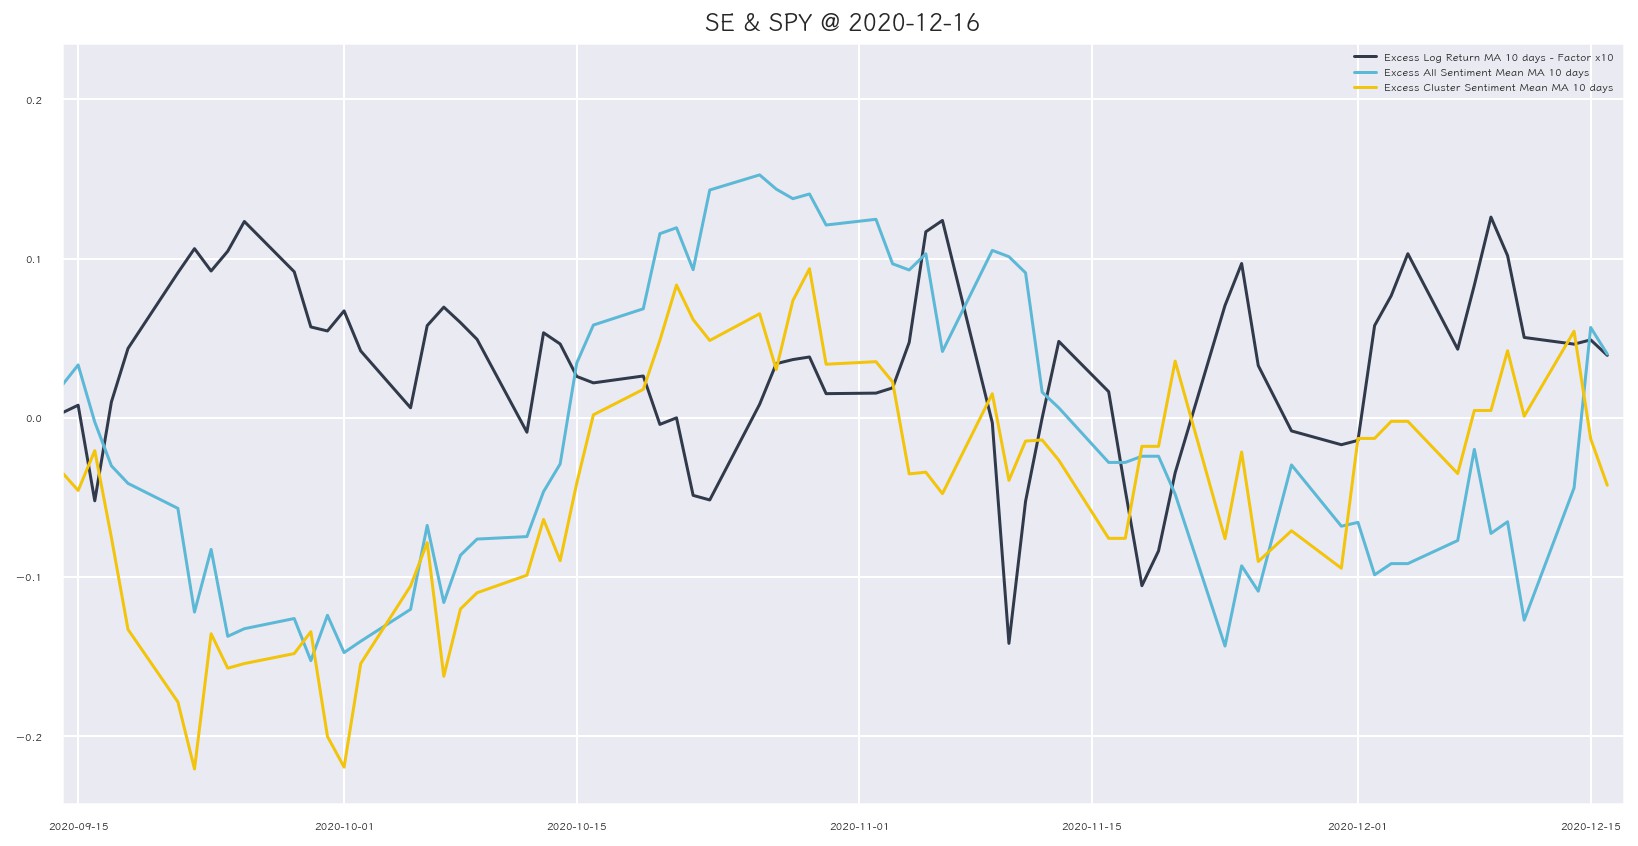 SE & SPY @ 2020-12-16
Excess Log Return MA 10 days - Factor x10
Excess All Sentiment Mean MA 10 days
Excess Cluster Sentiment Mean MA 10 days
0.2
0.1
0.0
−0.1
−0.2
2020-09-15 2020-10-01 2020-10-15 2020-11-01 2020-11-15 2020-12-01 2020-12-15